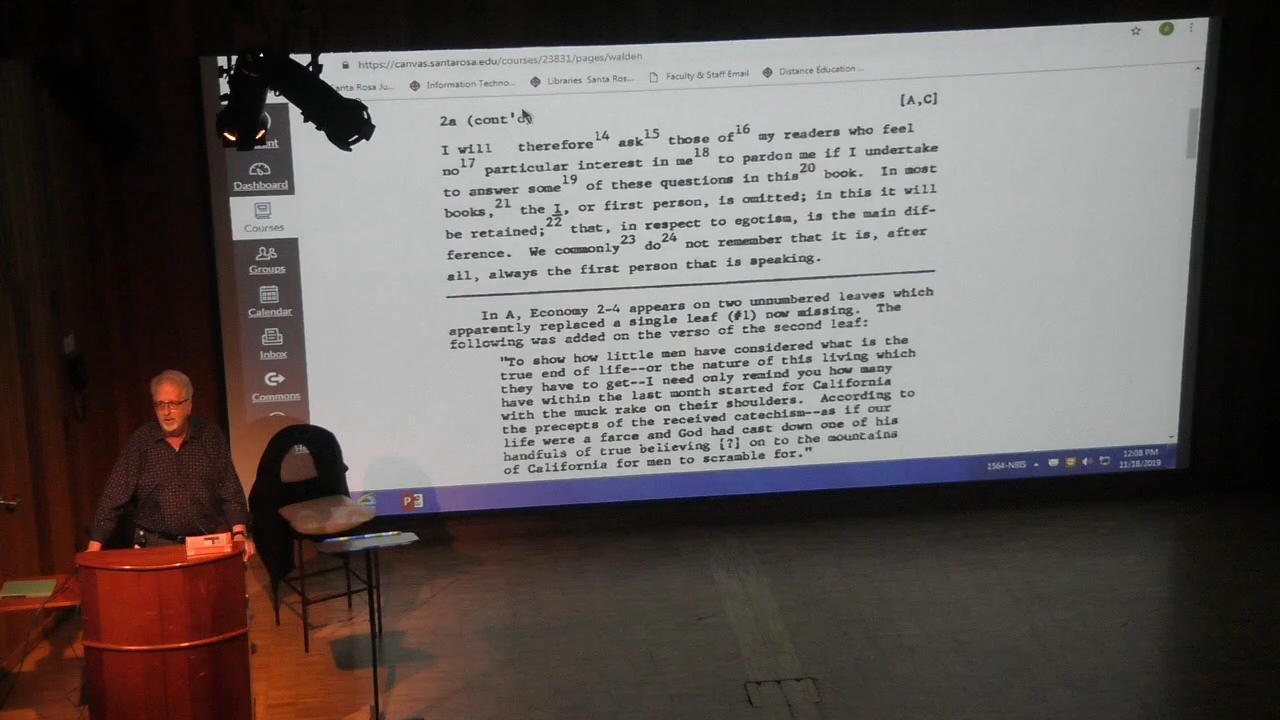 https://canvas.santarosa.edu/courses/23831/pages/walden
anta Rosa Ju... Information Techno... Libraries Santa Ros... Faculty & Staff Email Distance Education ...
Dashboard
Courses
Groups
Calendar
Inbox
Commons
[A,C]
2a (cont'd)
I will therefore14 ask15 those of16 my readers who feel
no17 particular interest in me18 to pardon me if I undertake
to answer some19 of these questions in this20 book. In most
books,21 the I, or first person, is omitted; in this it will
be retained;22 that, in respect to egotism, is the main dif-
ference. We commonly23 do24 not remember that it is, after
all, always the first person that is speaking.
In A, Economy 2-4 appears on two unnumbered leaves which
apparently replaced a single leaf (#1) now missing. The
following was added on the verso of the second leaf:
"To show how little men have considered what is the
true end of life--or the nature of this living which
they have to get--I need only remind you how many
have within the last month started for California
with the muck rake on their shoulders. According to
the precepts of the received catechism--as if our
life were a farce and God had cast down one of his
handfuls of true believing [?] on to the mountains
of California for men to scramble for."
1564-NBIS
12:08 PM
11/18/2019